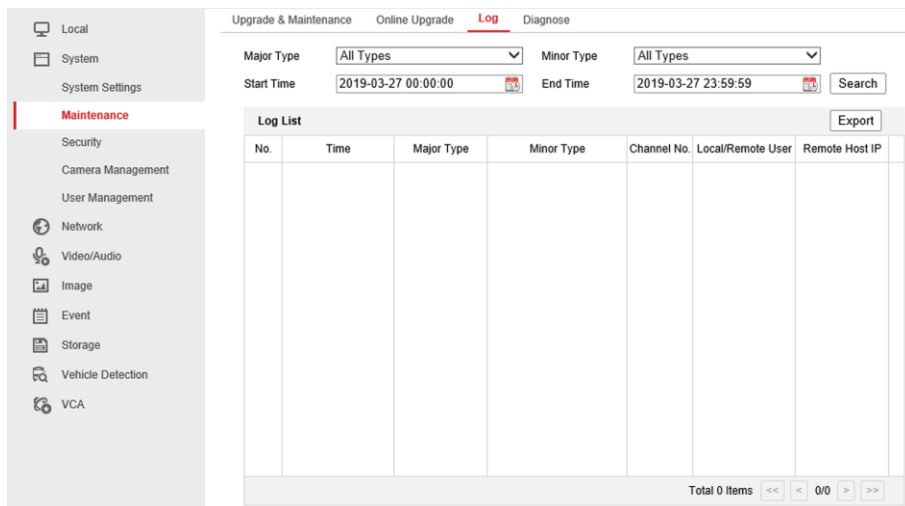 Upgrade & Maintenance Online Upgrade Log Diagnose
Local
System
System Settings
Maintenance
Security
Camera Management
User Management
Network
Video/Audio
Image
Event
Storage
Vehicle Detection
VCA
Major Type All Types Minor Type All Types
Start Time 2019-03-27 00:00:00 End Time 2019-03-27 23:59:59 Search
Log List Export
No. Time Major Type Minor Type Channel No. Local/Remote User Remote Host IP
Total 0 Items << < 0/0 > >>